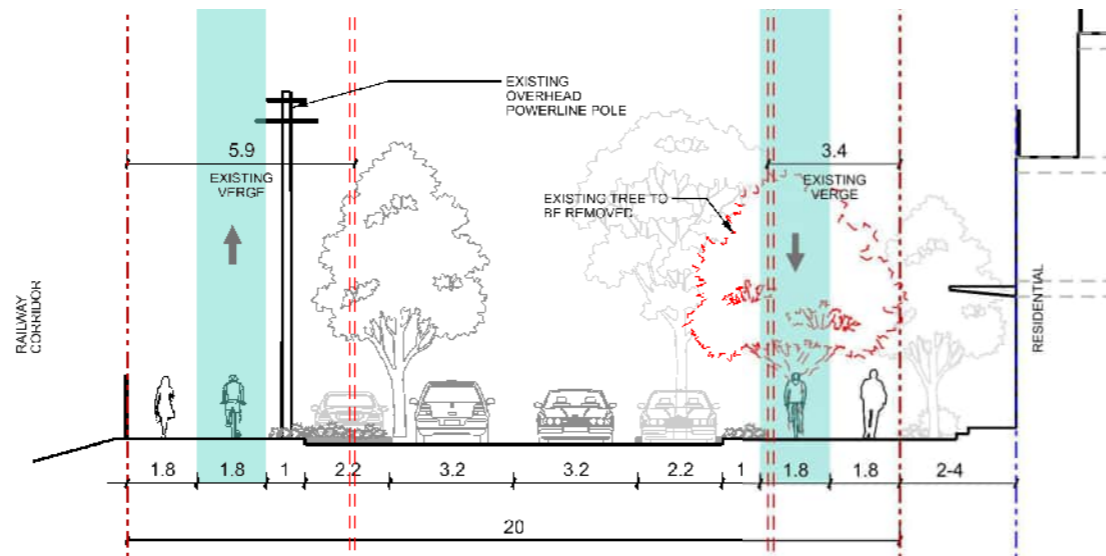 EXISTING
OVERHEAD
POWERLINE POLE
5.9
EXISTING
VERGE
3.4
EXISTING
VERGE
EXISTING TREE TO
BE REMOVED
RAILWAY
CORRIDOR
RESIDENTIAL
1.8 1.8 1 2.2 3.2 3.2 2.2 1 1.8 1.8 2-4
20